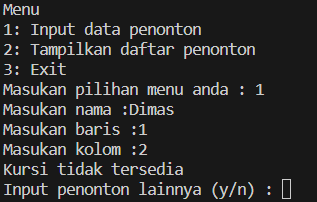 Menu
1: Input data penonton
2: Tampilkan daftar penonton
3: Exit
Masukan pilihan menu anda : 1
Masukan nama :Dimas
Masukan baris :1
Masukan kolom :2
Kursi tidak tersedia
Input penonton lainnya (y/n) :